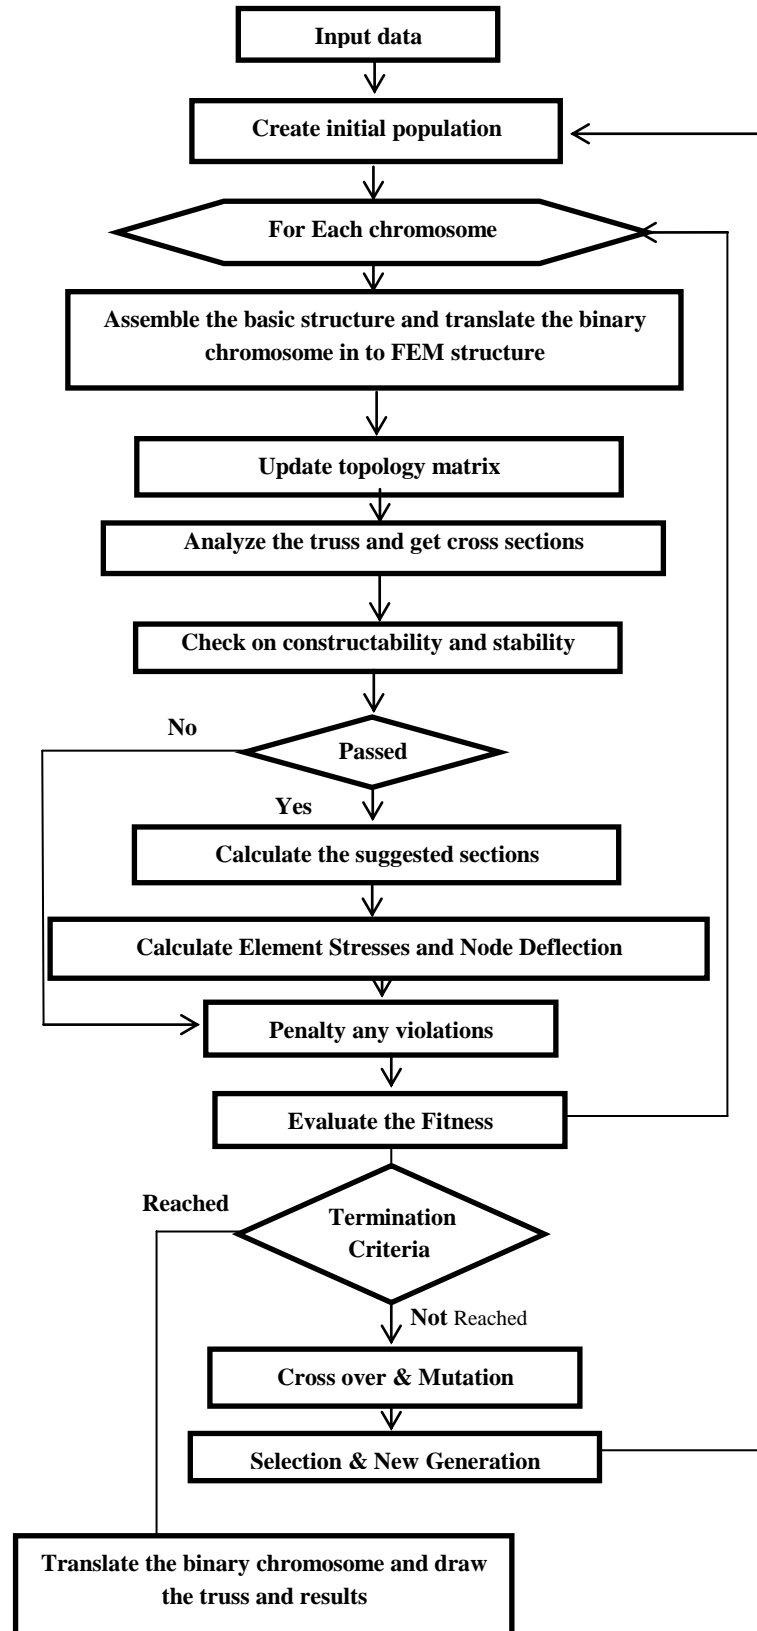 Input data
Create initial population
For Each chromosome
Assemble the basic structure and translate the binary
chromosome in to FEM structure
Update topology matrix
Analyze the truss and get cross sections
Check on constructability and stability
No
Passed
Yes
Calculate the suggested sections
Calculate Element Stresses and Node Deflection
Penalty any violations
Evaluate the Fitness
Reached
Termination
Criteria
Not Reached
Cross over & Mutation
Selection & New Generation
Translate the binary chromosome and draw
the truss and results